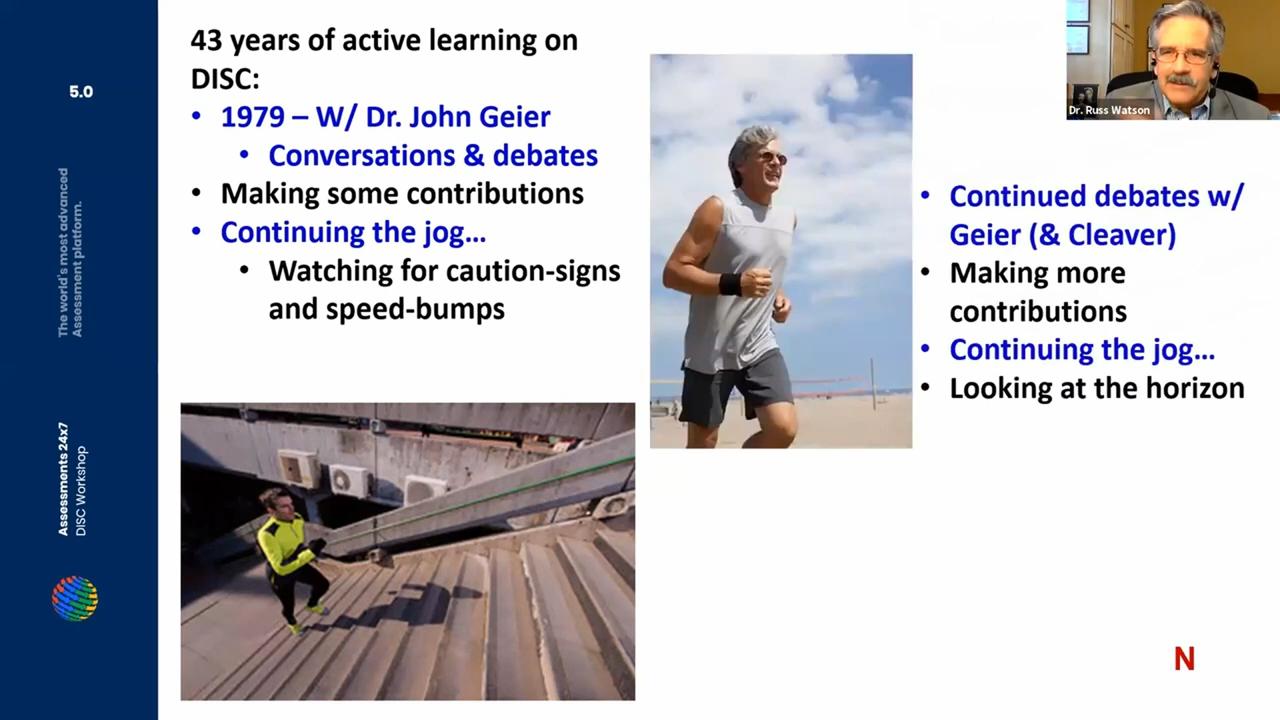 5.0
The world's most advanced
Assessment platform.
Assessments 24x7
DISC Workshop
43 years of active learning on
DISC:
• 1979 – W/ Dr. John Geier
• Conversations & debates
• Making some contributions
• Continuing the jog...
• Watching for caution-signs
and speed-bumps
• Continued debates w/
Geier (& Cleaver)
• Making more
contributions
• Continuing the jog...
• Looking at the horizon
Dr. Russ Watson
N